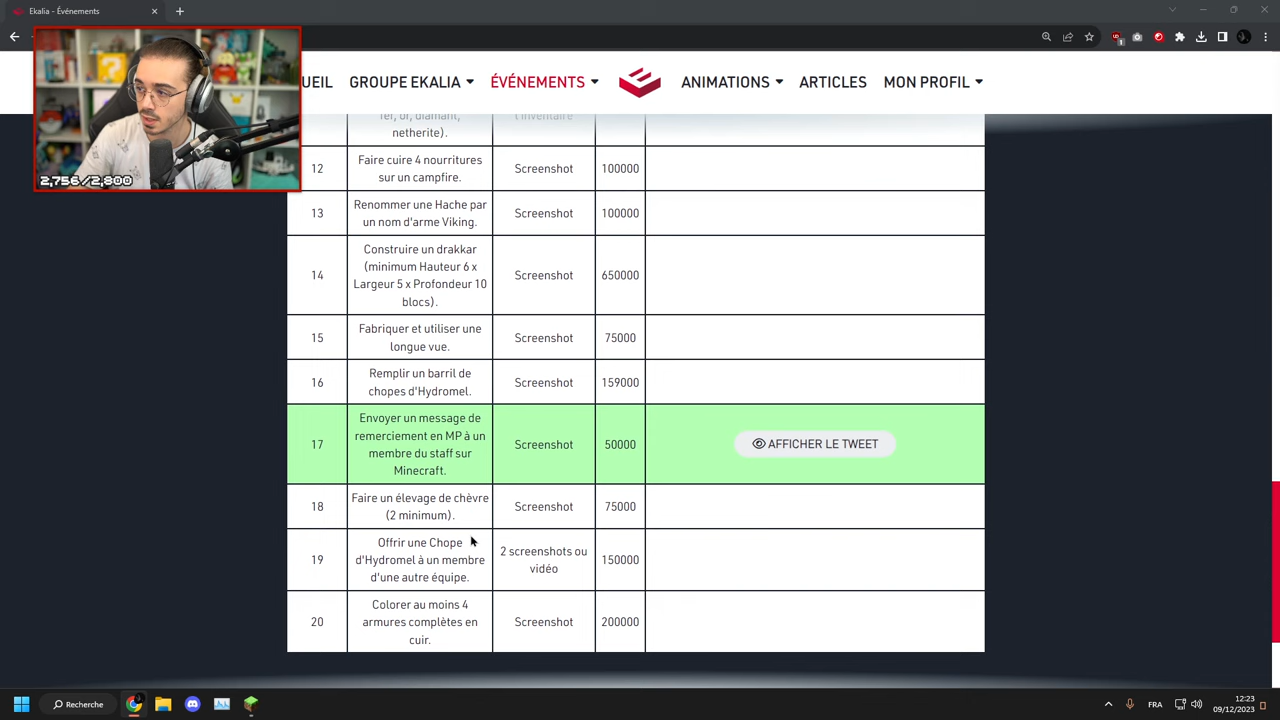 Ekalia - Événements
2,756/2,800
UEIL
GROUPE EKALIA
ÉVÉNEMENTS
ANIMATIONS
ARTICLES
MON PROFIL
fer, or, diamant,
netherite).
l'inventaire
12
Faire cuire 4 nourritures
sur un campfire.
Screenshot
100000
13
Renommer une Hache par
un nom d'arme Viking.
Screenshot
100000
14
Construire un drakkar
(minimum Hauteur 6 x
Largeur 5 x Profondeur 10
blocs).
Screenshot
650000
15
Fabriquer et utiliser une
longue vue.
Screenshot
75000
16
Remplir un barril de
chopes d'Hydromel.
Screenshot
159000
17
Envoyer un message de
remerciement en MP à un
membre du staff sur
Minecraft.
Screenshot
50000
AFFICHER LE TWEET
18
Faire un élevage de chèvre
(2 minimum).
Screenshot
75000
19
Offrir une Chope
d'Hydromel à un membre
d'une autre équipe.
2 screenshots ou
vidéo
150000
20
Colorer au moins 4
armures complètes en
cuir.
Screenshot
200000
Recherche
FRA
12:23
09/12/2023